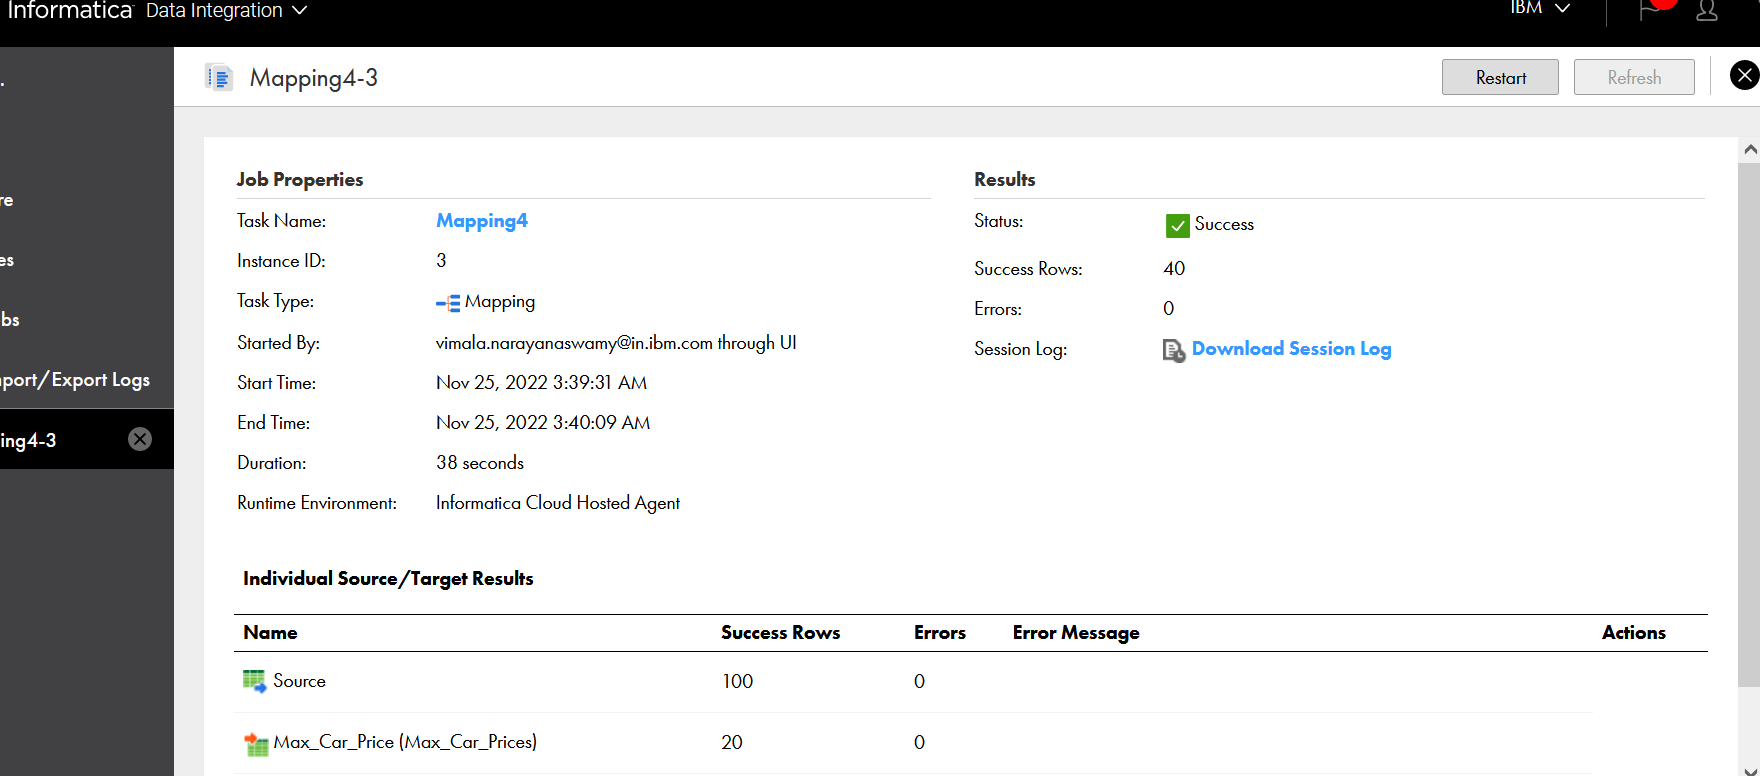 Informatica Data Integration IBM
Mapping4-3 Restart Refresh
re
es
bs
port/Export Logs
ing4-3
Job Properties
Task Name: Mapping4
Instance ID: 3
Task Type: Mapping
Started By: vimala.narayanaswamy@in.ibm.com through UI
Start Time: Nov 25, 2022 3:39:31 AM
End Time: Nov 25, 2022 3:40:09 AM
Duration: 38 seconds
Runtime Environment: Informatica Cloud Hosted Agent
Results
Status: Success
Success Rows: 40
Errors: 0
Session Log: Download Session Log
Individual Source/Target Results
Name Success Rows Errors Error Message Actions
Source 100 0
Max_Car_Price (Max_Car_Prices) 20 0